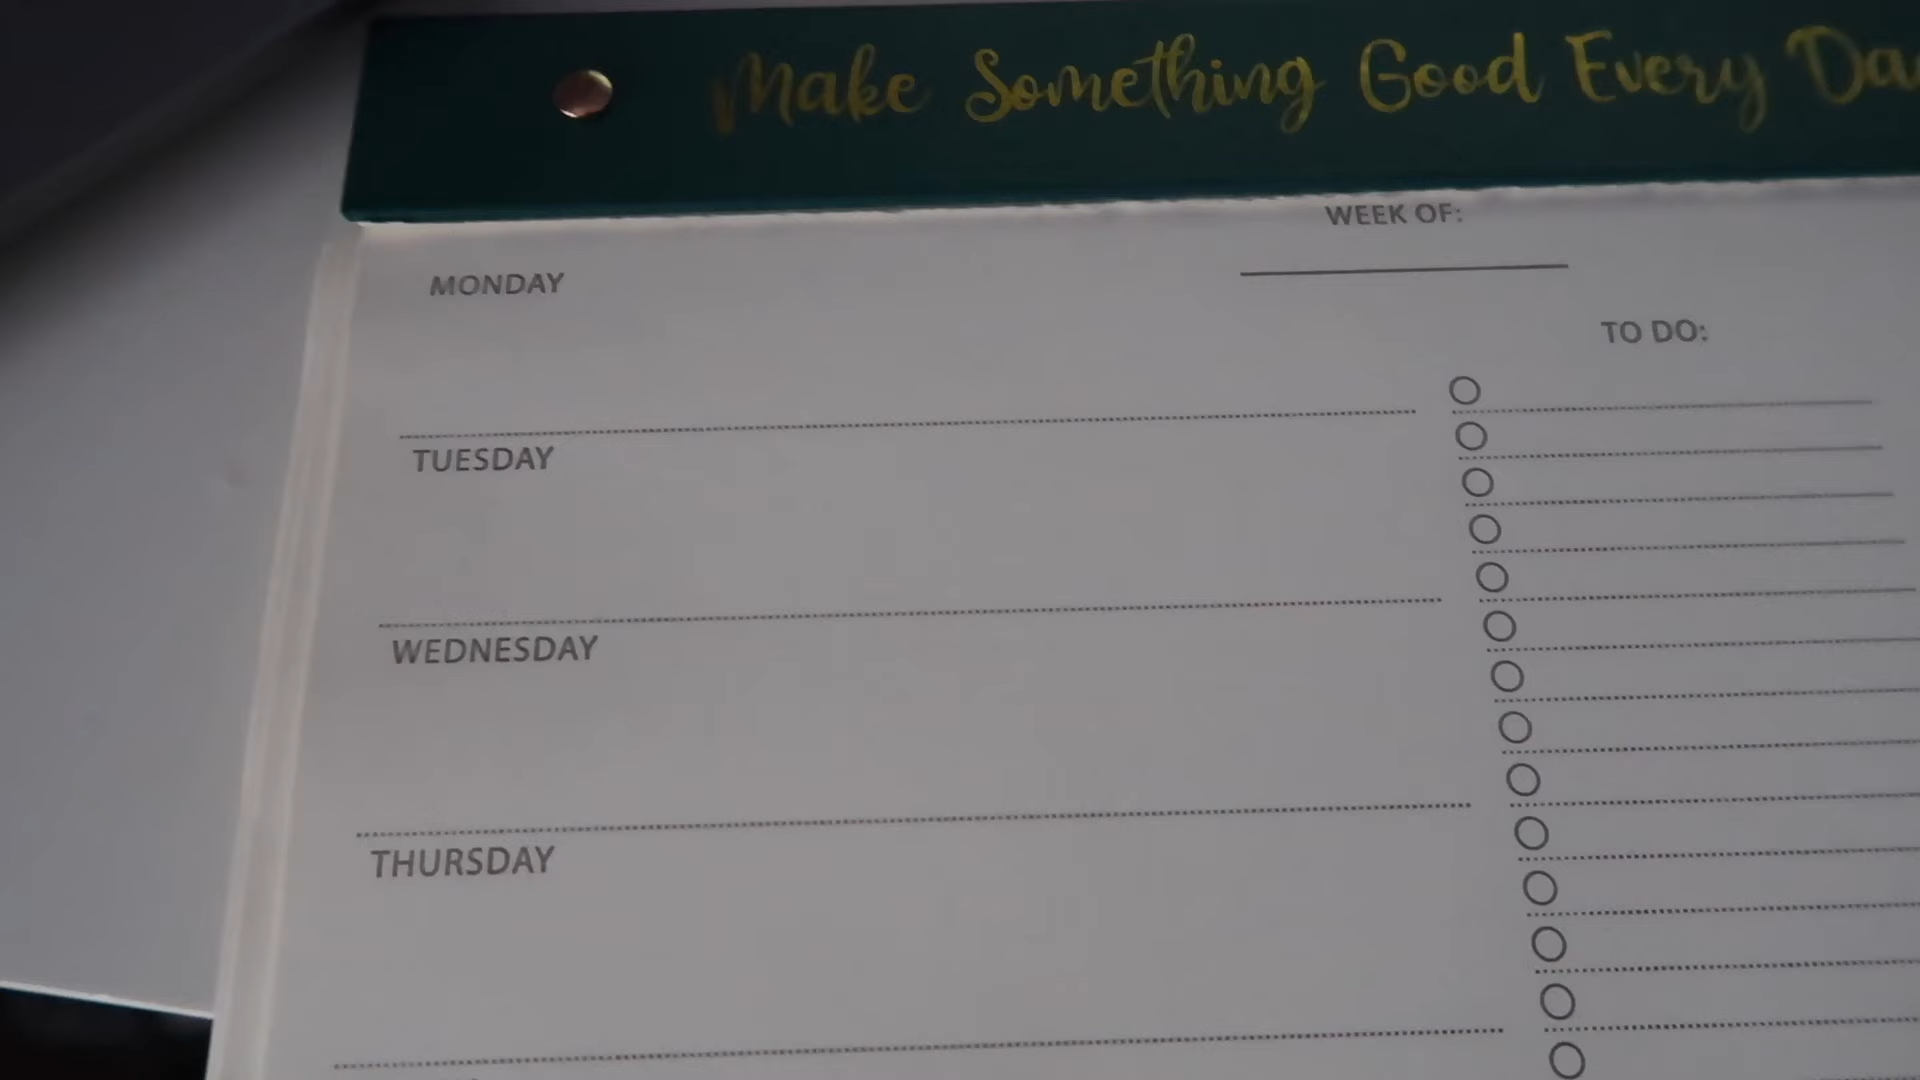 Make Something Good Every Da
WEEK OF:
MONDAY
TO DO:
TUESDAY
WEDNESDAY
THURSDAY